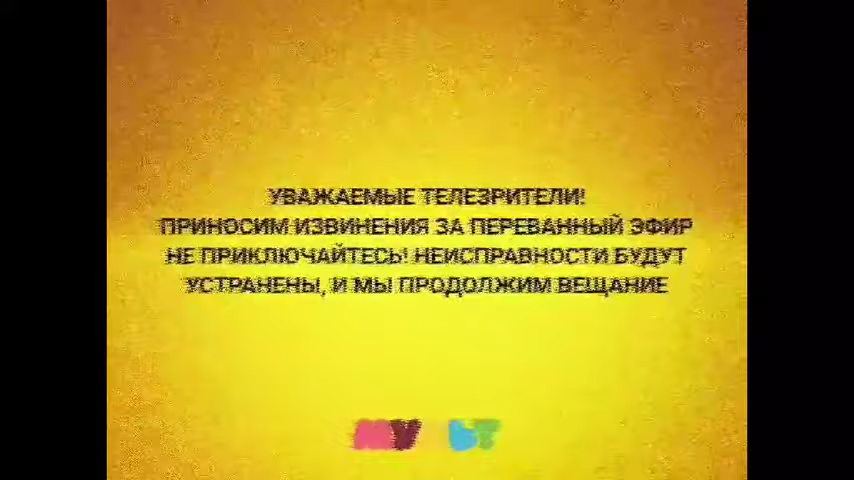 УВАЖАЕМЫЕ ТЕЛЕЗРИТЕЛИ!
ПРИНОСИМ ИЗВИНЕНИЯ ЗА ПЕРЕВАННЫЙ ЭФИР
НЕ ПРИКЛЮЧАЙТЕСЬ! НЕИСПРАВНОСТИ БУДУТ
УСТРАНЕНЫ, И МЫ ПРОДОЛЖИМ ВЕЩАНИЕ